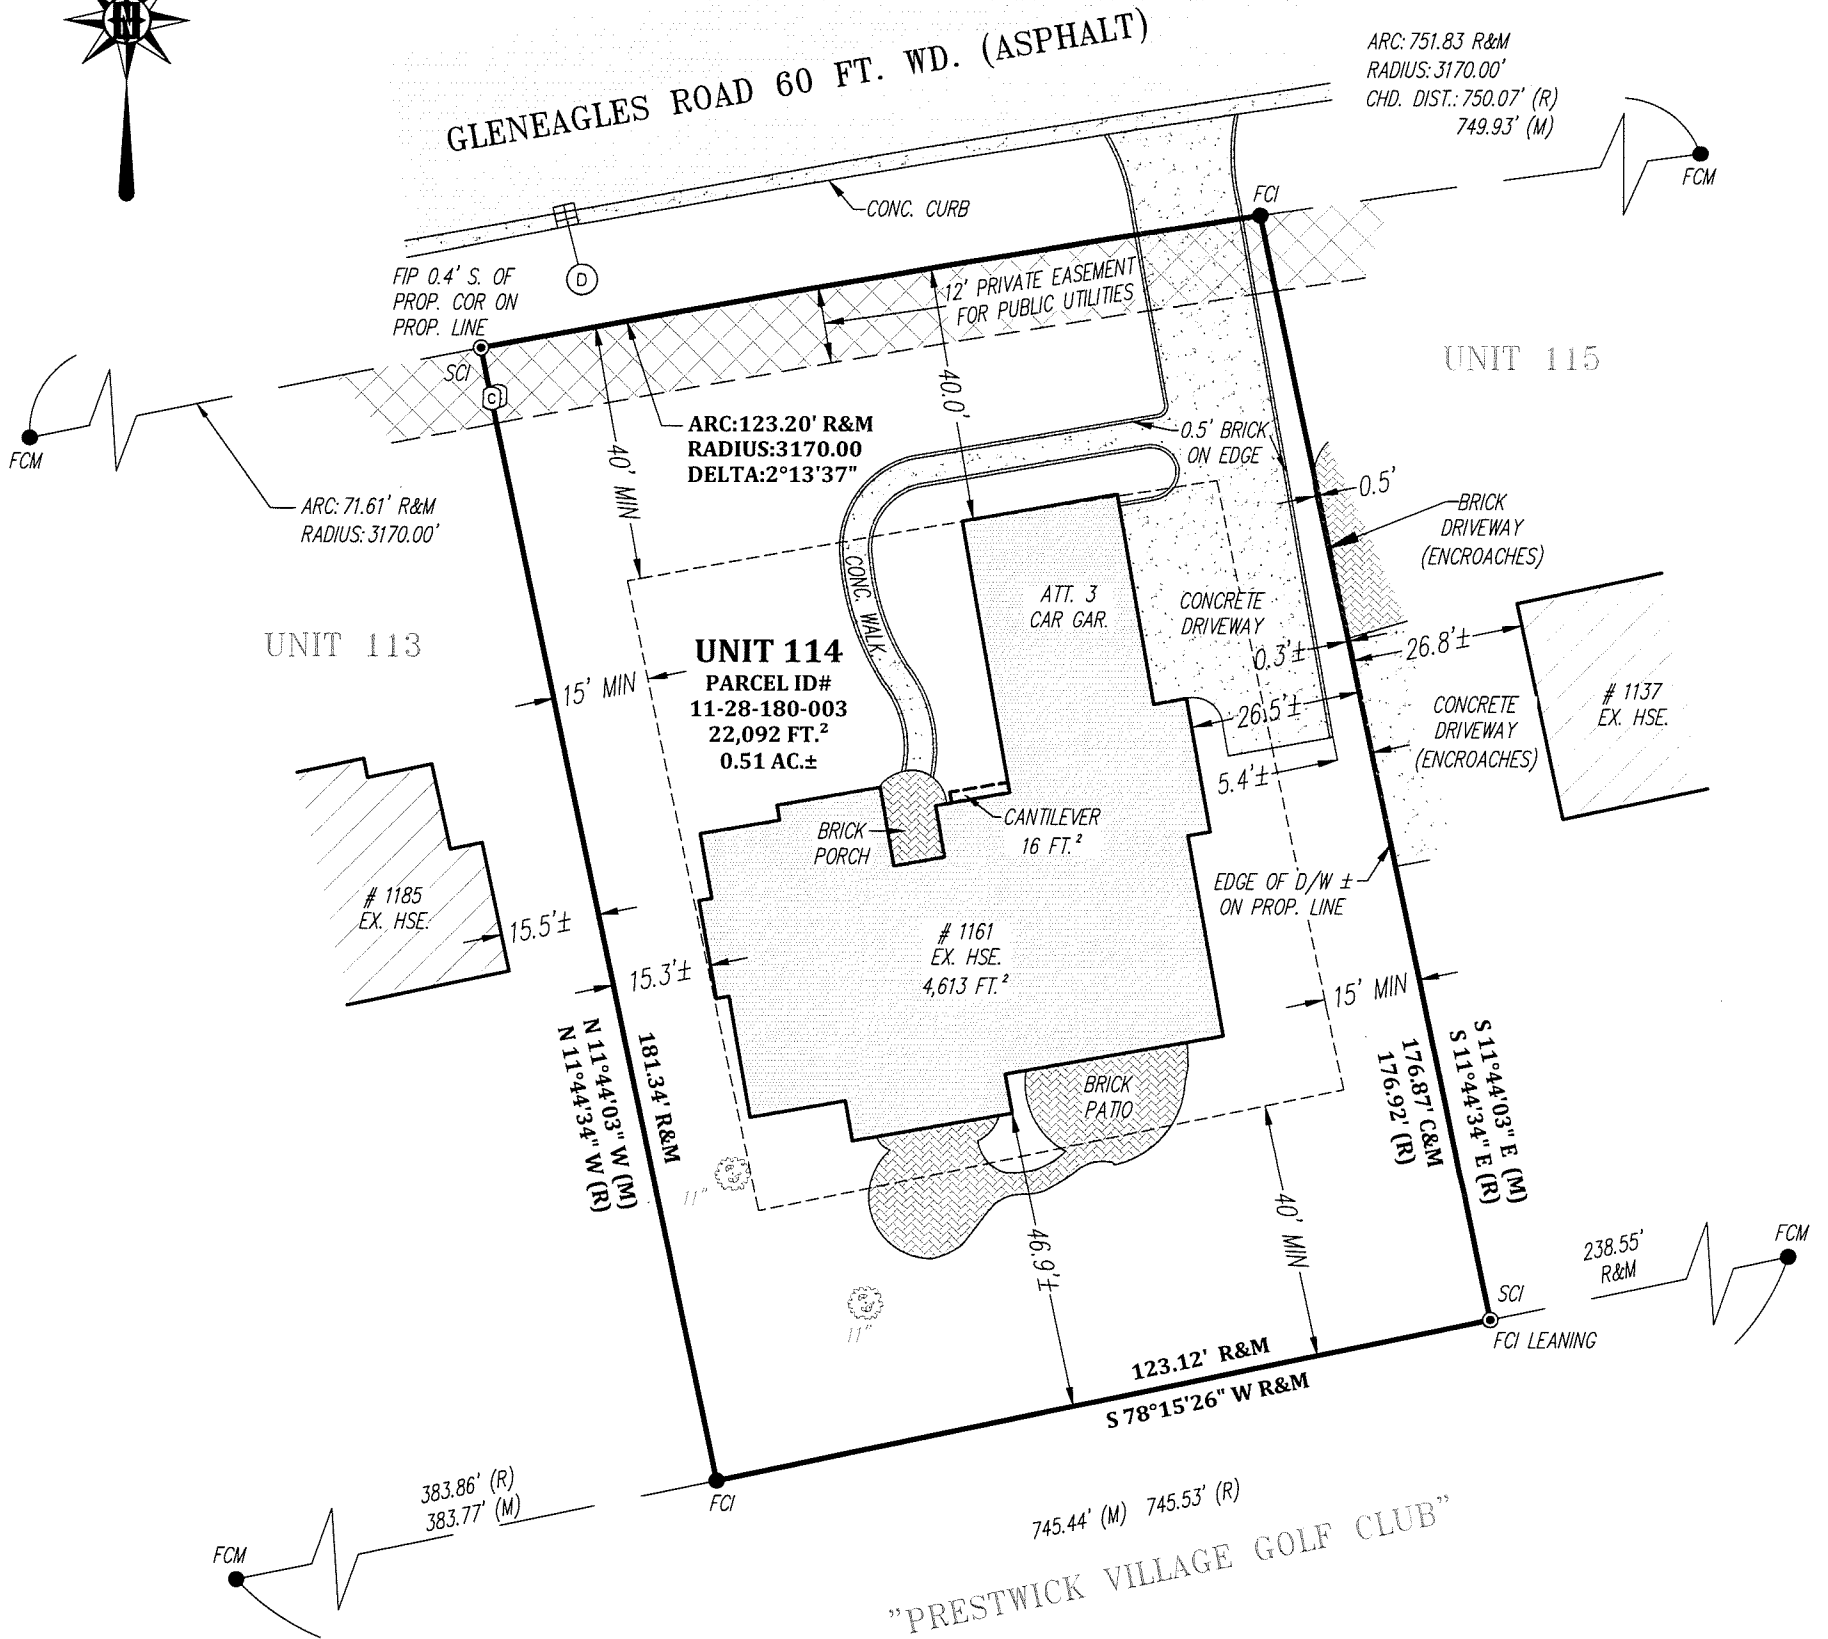 N
GLENEAGLES ROAD 60 FT. WD. (ASPHALT)
ARC: 751.83 R&M
RADIUS: 3170.00'
CHD. DIST.: 750.07' (R)
749.93' (M)
FCM
FCI
CONC. CURB
D
FIP 0.4' S. OF
PROP. COR ON
PROP. LINE
SCI
C
12' PRIVATE EASEMENT
FOR PUBLIC UTILITIES
UNIT 115
FCM
ARC: 71.61' R&M
RADIUS: 3170.00'
40' MIN
ARC:123.20' R&M
RADIUS:3170.00
DELTA:2°13'37"
40.0'
0.5' BRICK
ON EDGE
0.5'
BRICK
DRIVEWAY
(ENCROACHES)
CONC. WALK
ATT. 3
CAR GAR.
CONCRETE
DRIVEWAY
UNIT 113
UNIT 114
PARCEL ID#
11-28-180-003
22,092 FT.²
0.51 AC.±
15' MIN
0.3'±
26.8'±
26.5'±
# 1137
EX. HSE.
CONCRETE
DRIVEWAY
(ENCROACHES)
5.4'±
BRICK
PORCH
CANTILEVER
16 FT.²
EDGE OF D/W ±
ON PROP. LINE
# 1185
EX. HSE.
15.5'±
15.3'±
# 1161
EX. HSE.
4,613 FT.²
15' MIN
N 11°44'03" W (M)
N 11°44'34" W (R)
181.34' R&M
BRICK
PATIO
176.87' C&M
176.92' (R)
S 11°44'03" E (M)
S 11°44'34" E (R)
11"
11"
46.9'±
40' MIN
238.55'
R&M
FCM
SCI
FCI LEANING
123.12' R&M
S 78°15'26" W R&M
383.86' (R)
383.77' (M)
FCI
FCM
745.44' (M) 745.53' (R)
"PRESTWICK VILLAGE GOLF CLUB"